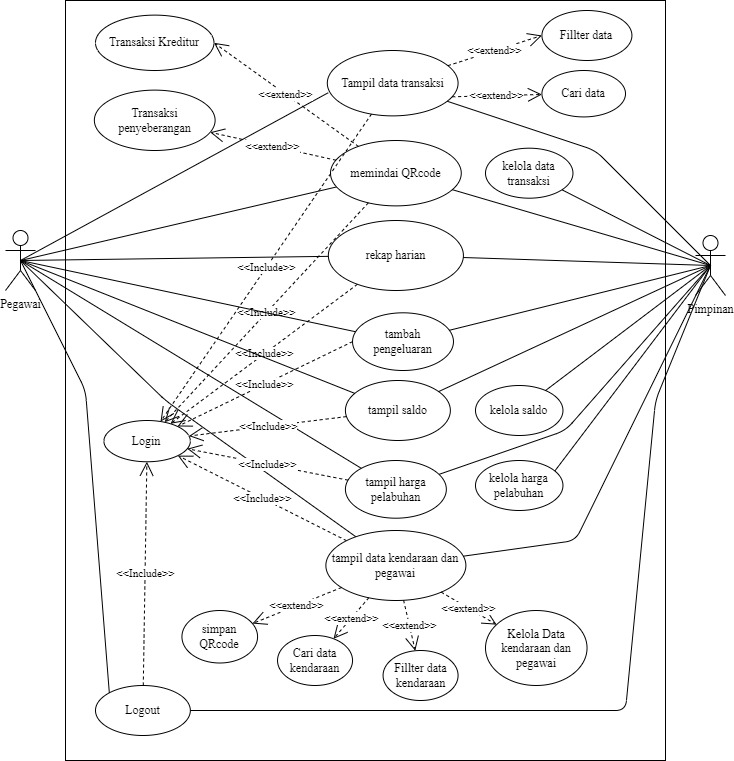 Transaksi Kreditur
Fillter data
<<extend>>
Tampil data transaksi
<<extend>>
<<extend>>
Cari data
Transaksi
penyeberangan
<<extend>>
memindai QRcode
kelola data
transaksi
rekap harian
<<Include>>
Pegawai
Pimpinan
<<Include>>
tambah
pengeluaran
<<Include>>
<<Include>>
tampil saldo
kelola saldo
<<Include>>
Login
<<Include>>
tampil harga
pelabuhan
kelola harga
pelabuhan
<<Include>>
tampil data kendaraan dan
pegawai
<<Include>>
<<extend>>
<<extend>>
<<extend>>
<<extend>>
simpan
QRcode
Cari data
kendaraan
Fillter data
kendaraan
Kelola Data
kendaraan dan
pegawai
Logout